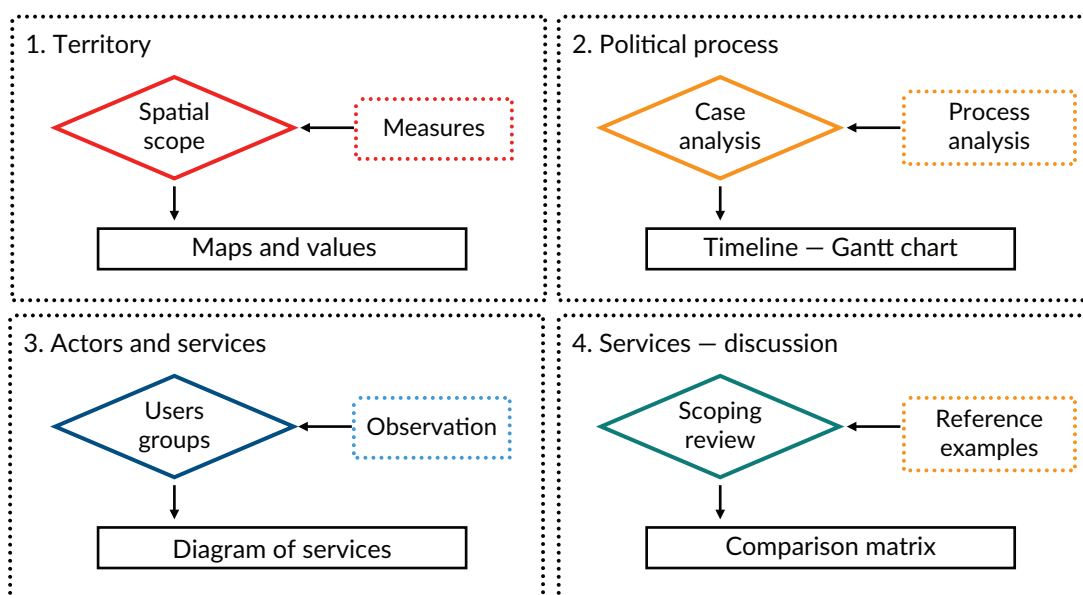 1. Territory
Spatial
scope
Measures
Maps and values
2. Political process
Case
analysis
Process
analysis
Timeline — Gantt chart
3. Actors and services
Users
groups
Observation
Diagram of services
4. Services — discussion
Scoping
review
Reference
examples
Comparison matrix